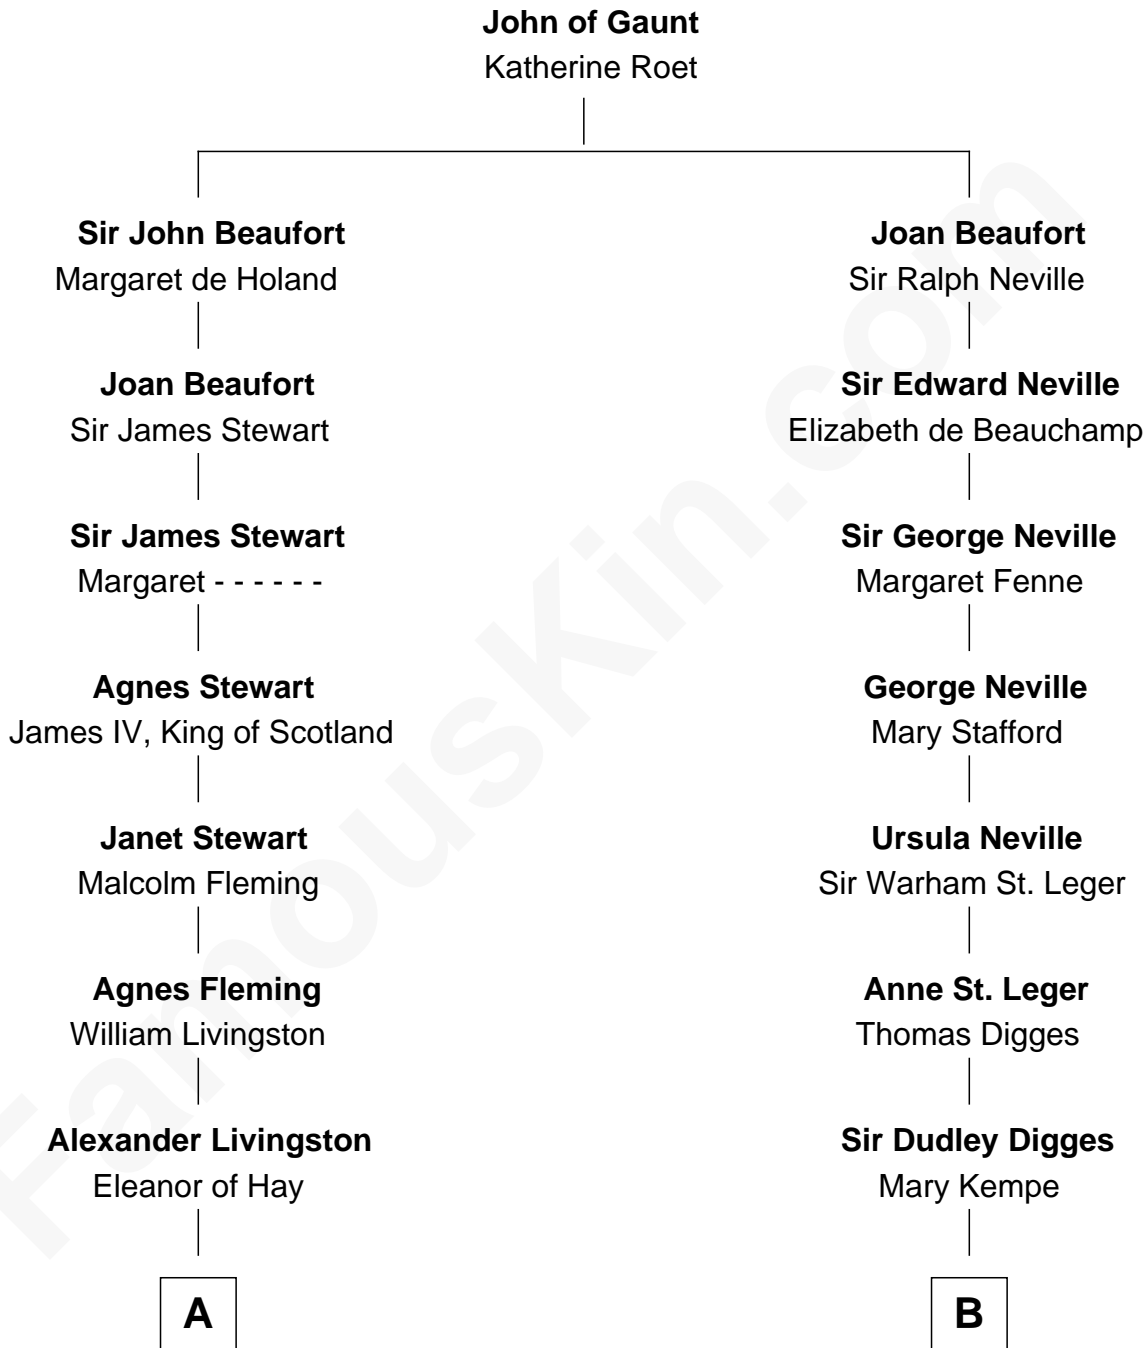 John of Gaunt
Katherine Roet
Sir John Beaufort
Margaret de Holand
Joan Beaufort
Sir James Stewart
Sir James Stewart
Margaret - - - - - -
Agnes Stewart
James IV, King of Scotland
Janet Stewart
Malcolm Fleming
Agnes Fleming
William Livingston
Alexander Livingston
Eleanor of Hay
A
Joan Beaufort
Sir Ralph Neville
Sir Edward Neville
Elizabeth de Beauchamp
Sir George Neville
Margaret Fenne
George Neville
Mary Stafford
Ursula Neville
Sir Warham St. Leger
Anne St. Leger
Thomas Digges
Sir Dudley Digges
Mary Kempe
B
FamousKin.com